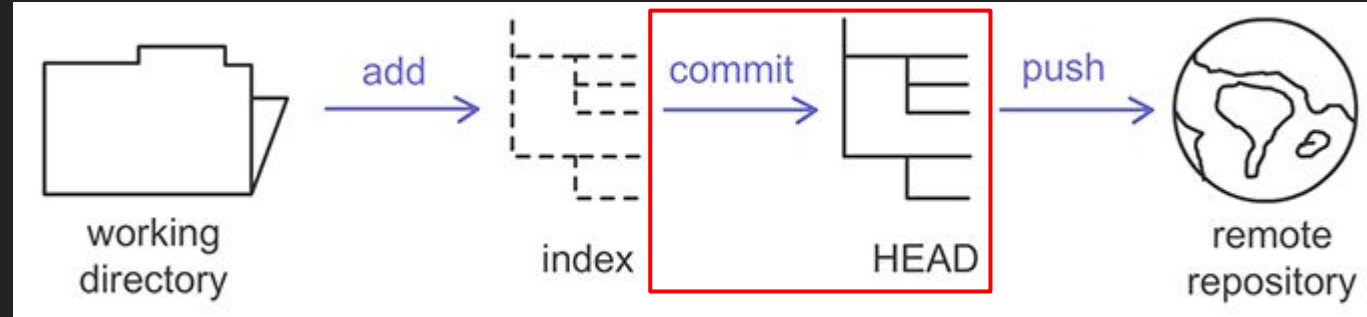 add
commit
push
working
directory
index
HEAD
remote
repository